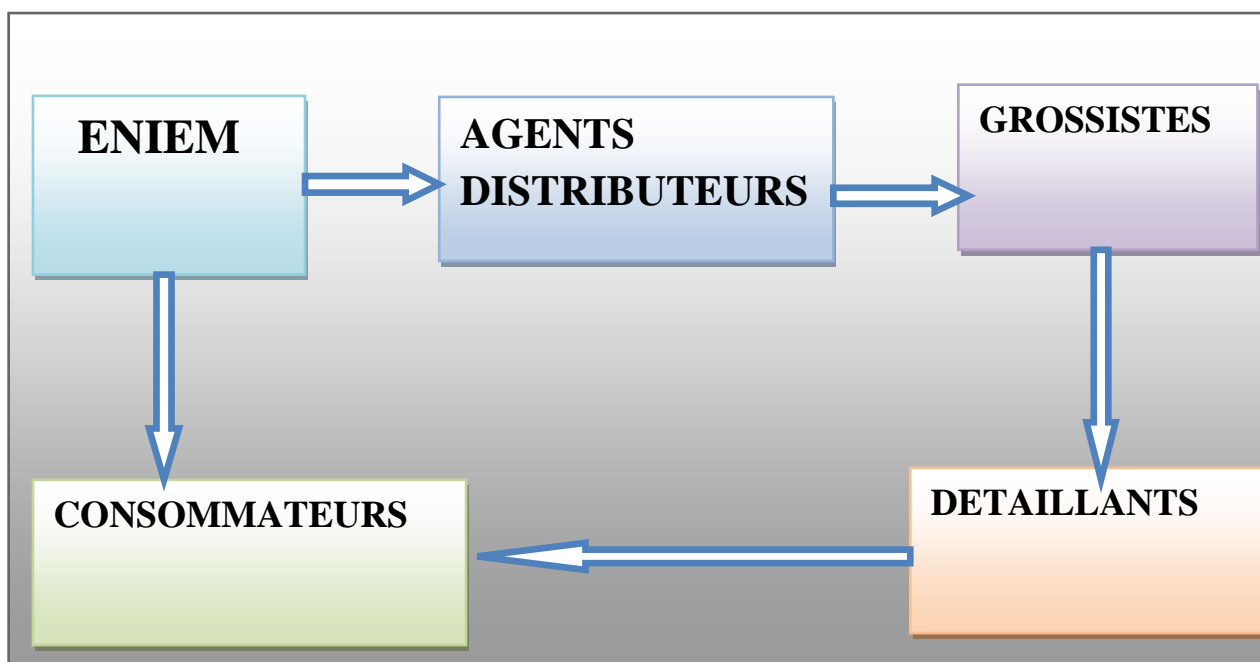 ENIEM
AGENTS
DISTRIBUTEURS
GROSSISTES
CONSOMMATEURS
DETAILLANTS